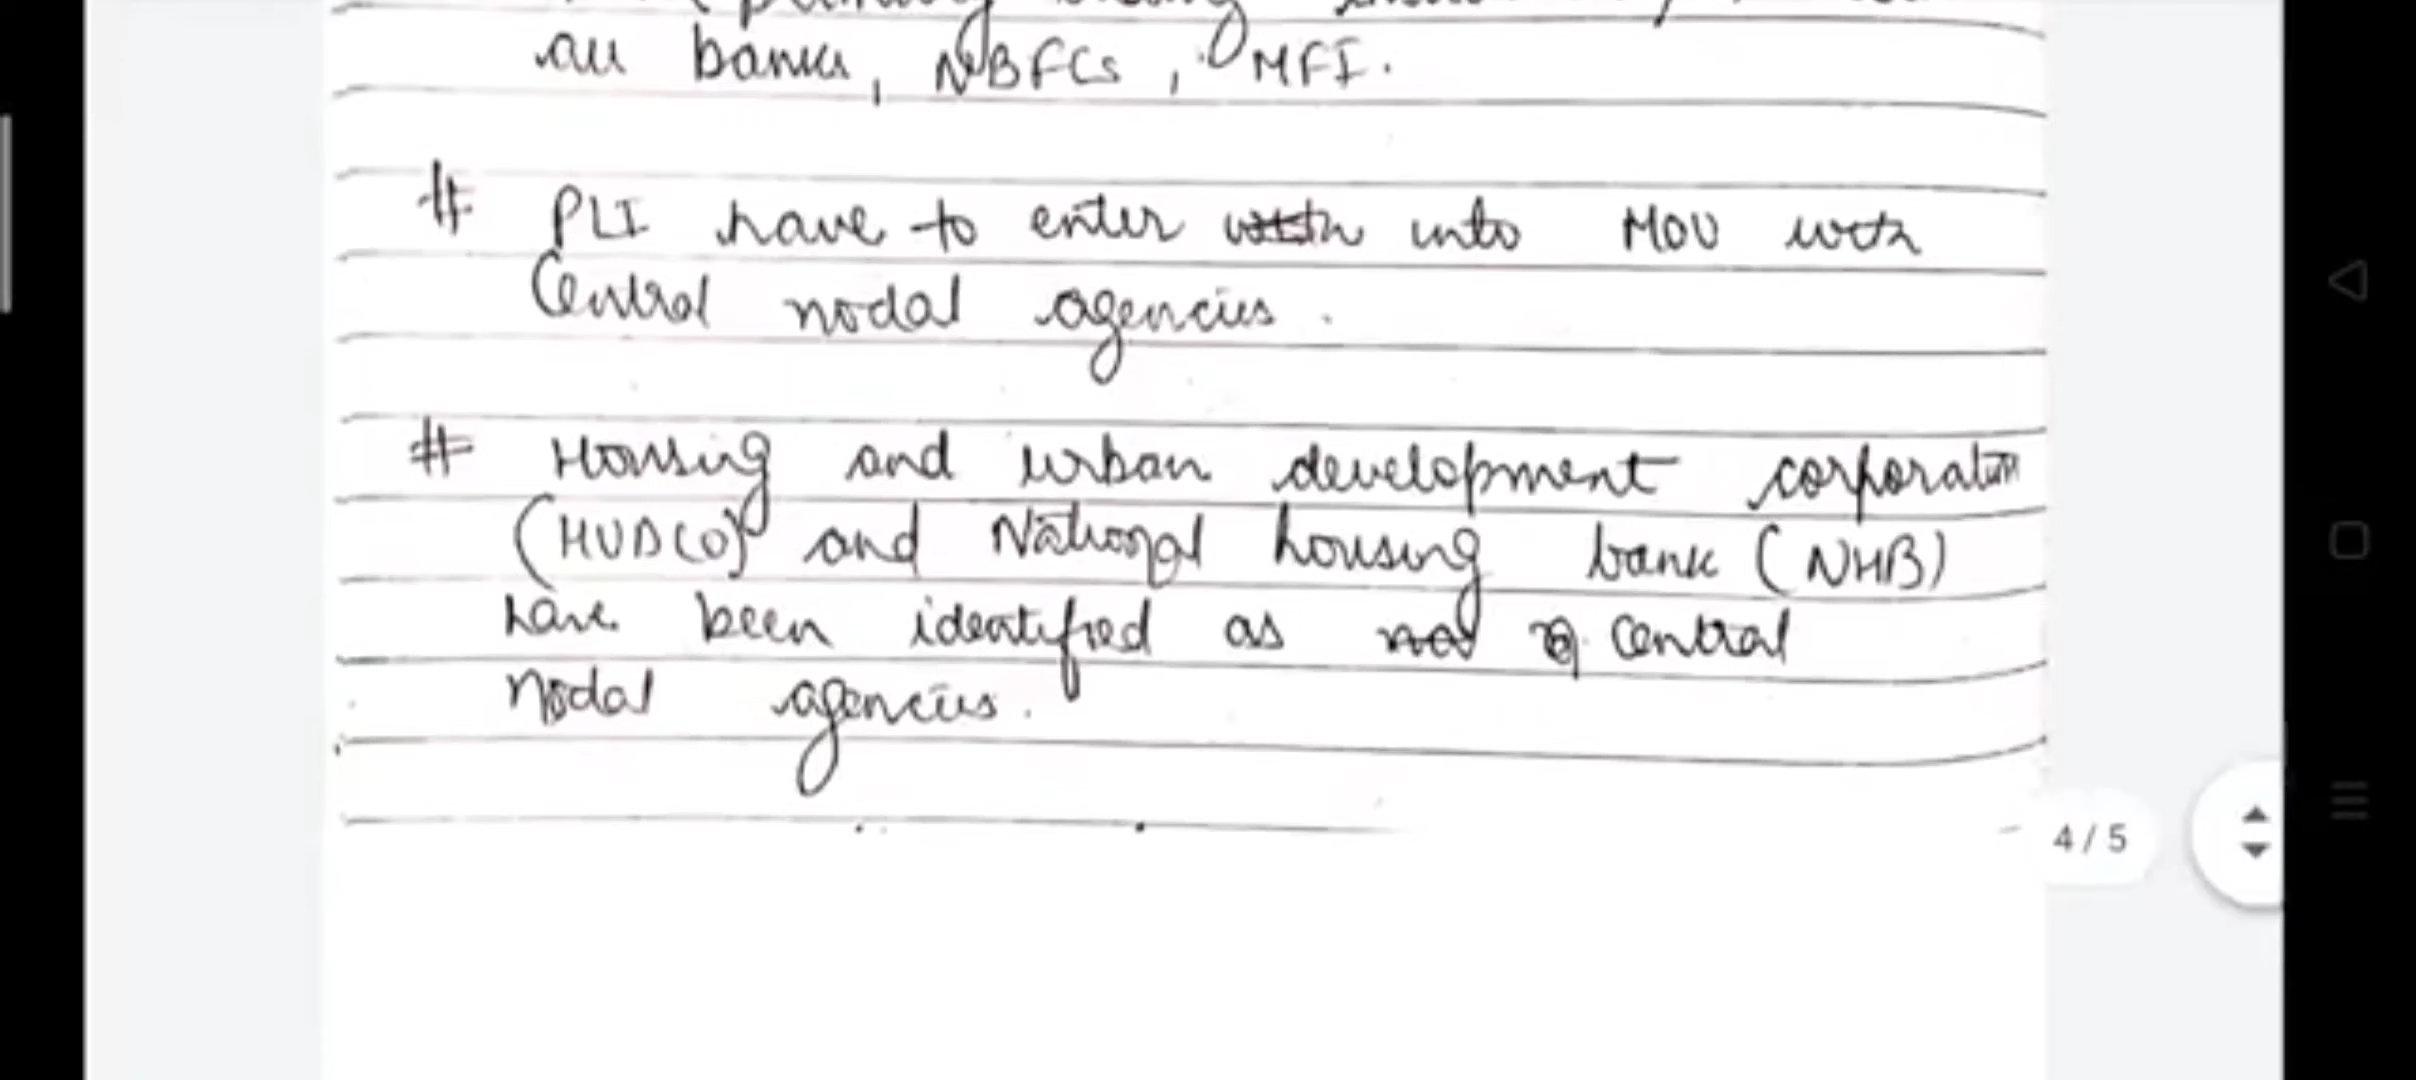 all banks, NBFCs, MFI.
# PLI have to enter with into MOU with
Central nodal agencies.
# Housing and urban development corporation
(HUDCO) and National housing bank (NHB)
have been identified as central
nodal agencies.
4 / 5